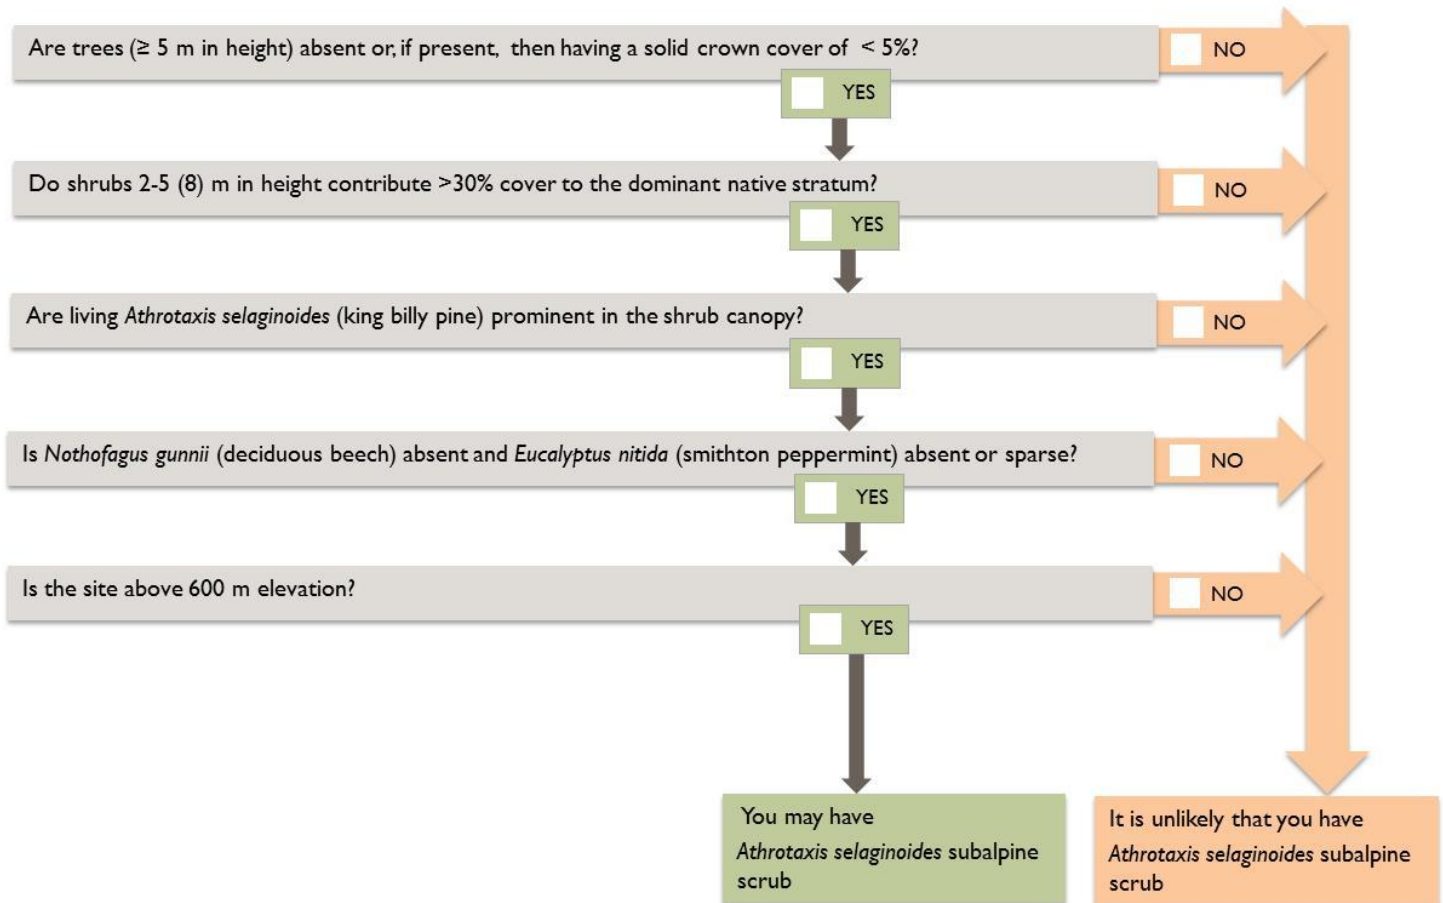 Are trees (≥ 5 m in height) absent or, if present, then having a solid crown cover of < 5%?
NO
YES
Do shrubs 2-5 (8) m in height contribute >30% cover to the dominant native stratum?
NO
YES
Are living Athrotaxis selaginoides (king billy pine) prominent in the shrub canopy?
NO
YES
Is Nothofagus gunnii (deciduous beech) absent and Eucalyptus nitida (smithton peppermint) absent or sparse?
NO
YES
Is the site above 600 m elevation?
NO
YES
You may have
Athrotaxis selaginoides subalpine
scrub
It is unlikely that you have
Athrotaxis selaginoides subalpine
scrub